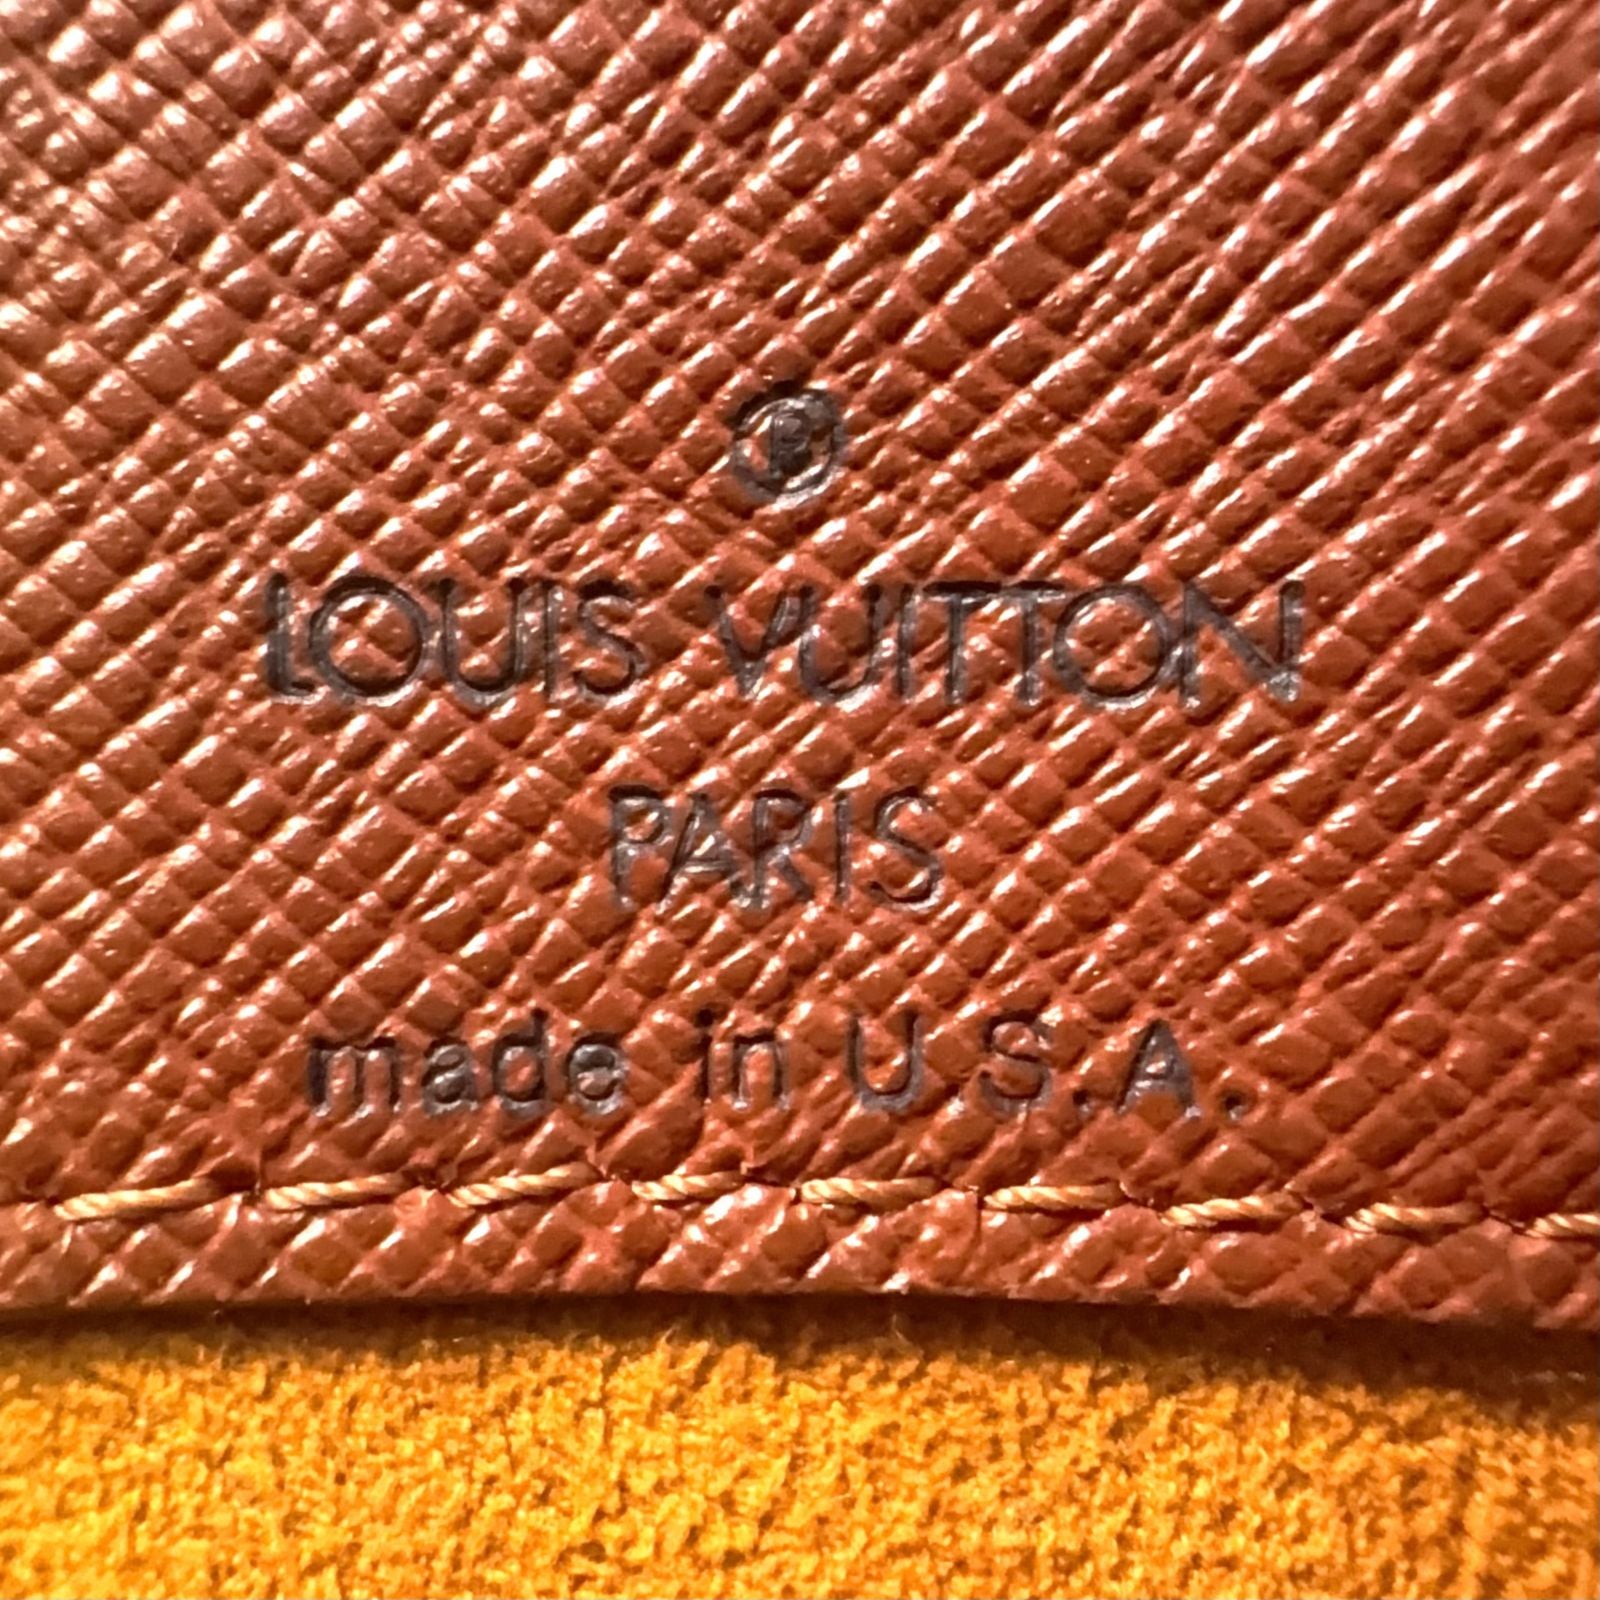 ®
LOUIS VUITTON
PARIS
made in U.S.A.